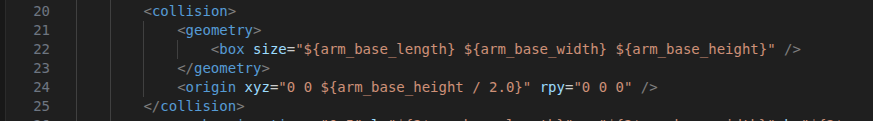 20 <collision>
21 <geometry>
22 <box size="${arm_base_length} ${arm_base_width} ${arm_base_height}" />
23 </geometry>
24 <origin xyz="0 0 ${arm_base_height / 2.0}" rpy="0 0 0" />
25 </collision>